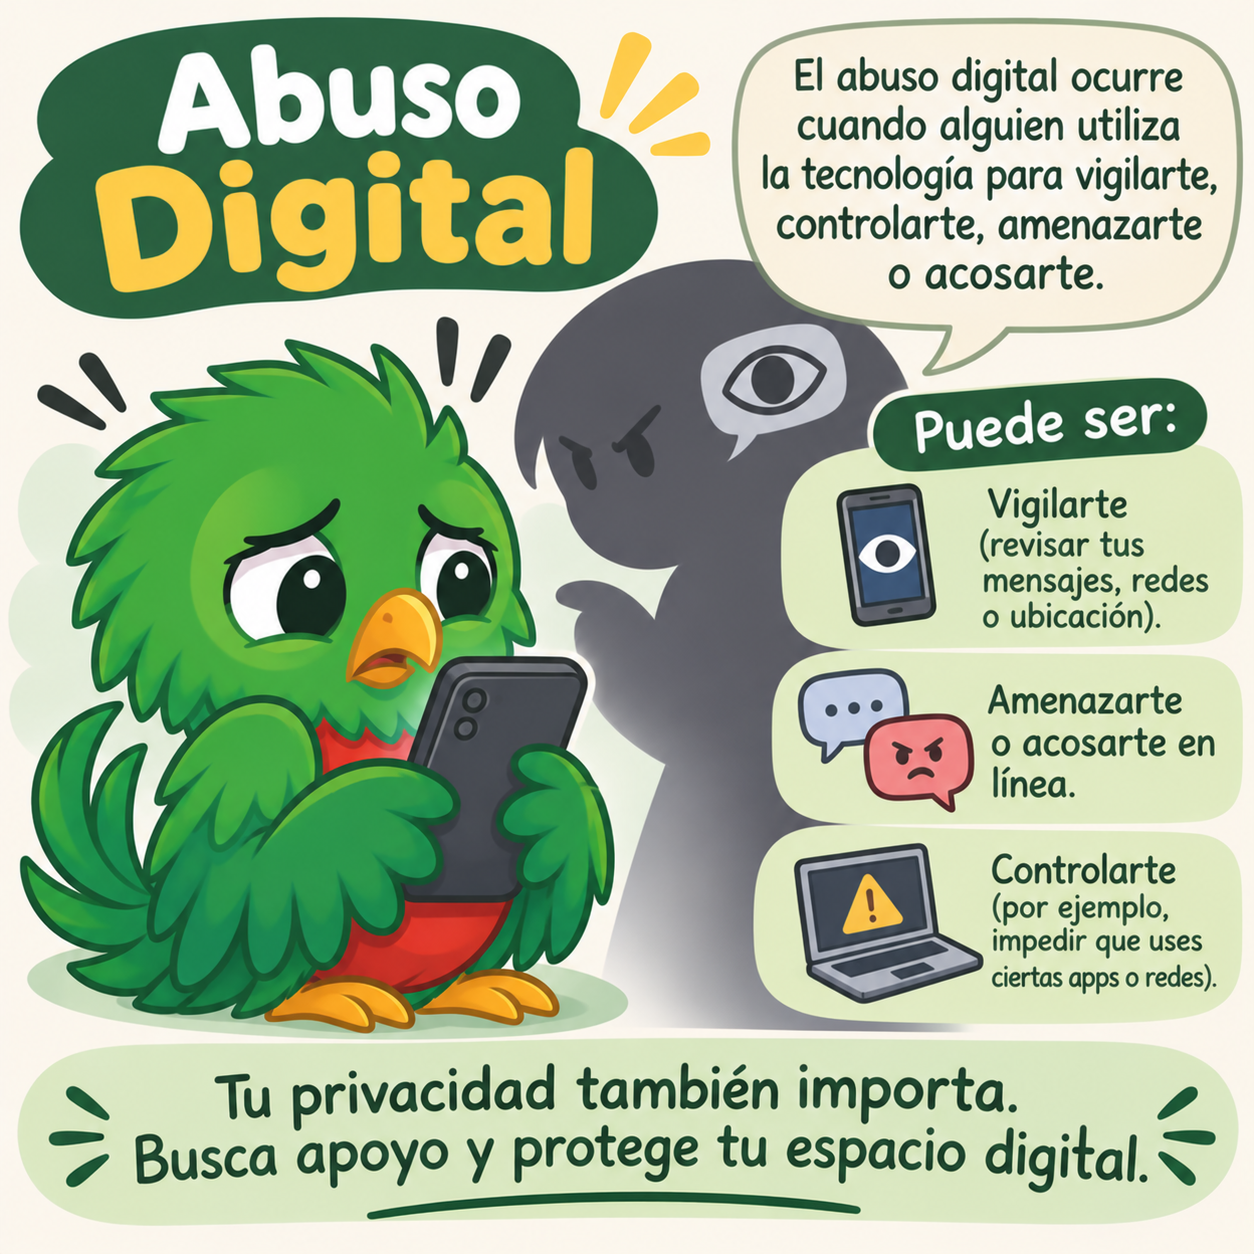 Abuso
Digital
El abuso digital ocurre
cuando alguien utiliza
la tecnología para vigilarte,
controlarte, amenazarte
o acosarte.
Puede ser:
Vigilarte
(revisar tus
mensajes, redes
o ubicación).
Amenazarte
o acosarte en
línea.
Controlarte
(por ejemplo,
impedir que uses
ciertas apps o redes).
Tu privacidad también importa.
Busca apoyo y protege tu espacio digital.